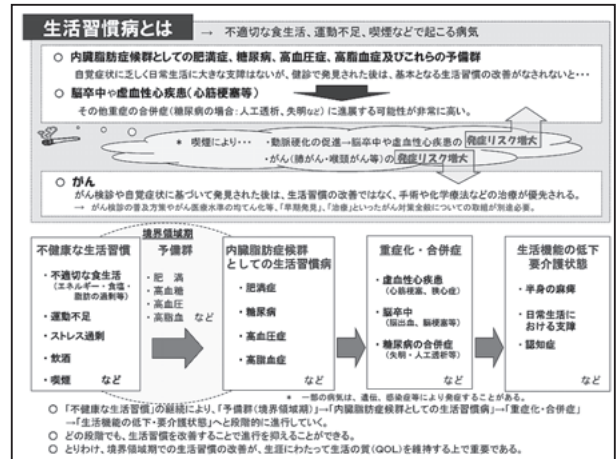 生活習慣病とは → 不適切な食生活、運動不足、喫煙などで起こる病気
○ 内臓脂肪症候群としての肥満症、糖尿病、高血圧症、高脂血症及びこれらの予備群
自覚症状に乏しく日常生活に大きな支障はないが、健診で発見された後は、基本となる生活習慣の改善がなされないと・・・
○ 脳卒中や虚血性心疾患(心筋梗塞等)
その他重症の合併症(糖尿病の場合:人工透析、失明など)に進展する可能性が非常に高い。
* 喫煙により・・・ ・動脈硬化の促進→脳卒中や虚血性心疾患の発症リスク増大
・がん(肺がん・喉頭がん等)の発症リスク増大
○ がん
がん検診や自覚症状に基づいて発見された後は、生活習慣の改善ではなく、手術や化学療法などの治療が優先される。
→ がん検診の普及方策やがん医療水準の均てん化等、「早期発見」、「治療」といったがん対策全般についての取組が別途必要。
不健康な生活習慣
・不適切な食生活
(エネルギー・食塩・
脂肪の過剰等)
・運動不足
・ストレス過剰
・飲酒
・喫煙 など
境界領域期
予備群
・肥 満
・高血糖
・高血圧
・高脂血 など
内臓脂肪症候群
としての生活習慣病
・肥満症
・糖尿病
・高血圧症
・高脂血症
など
重症化・合併症
・虚血性心疾患
(心筋梗塞、狭心症)
・脳卒中
(脳出血、脳梗塞等)
・糖尿病の合併症
(失明・人工透析等)
など
生活機能の低下
要介護状態
・半身の麻痺
・日常生活に
おける支障
・認知症
など
* 一部の病気は、遺伝、感染症等により発症することがある。
○ 「不健康な生活習慣」の継続により、「予備群(境界領域期)」→「内臓脂肪症候群としての生活習慣病」→「重症化・合併症」
→「生活機能の低下・要介護状態」へと段階的に進行していく。
○ どの段階でも、生活習慣を改善することで進行を抑えることができる。
○ とりわけ、境界領域期での生活習慣の改善が、生涯にわたって生活の質(QOL)を維持する上で重要である。